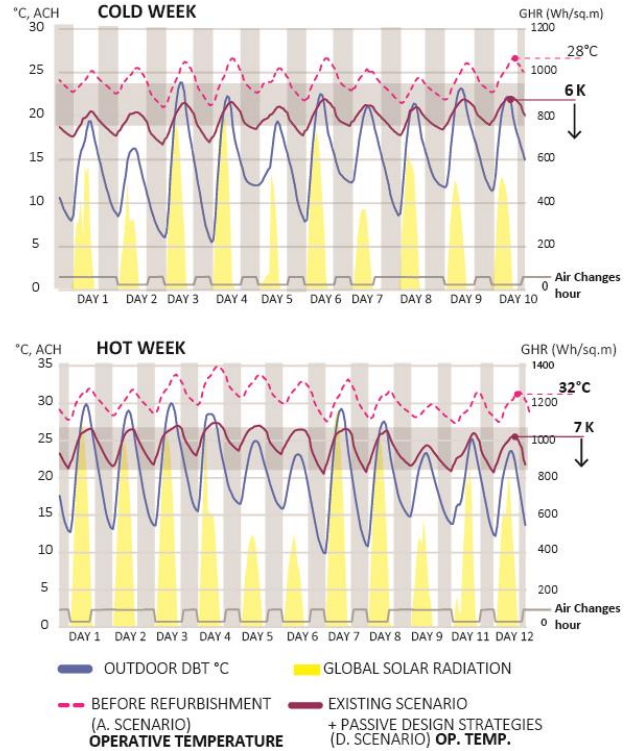 °C, ACH COLD WEEK GHR (Wh/sq.m)
30 1200
28°C
25 1000
6 K
20 800
15 600
10 400
5 200
Air Changes
0 0 hour
DAY 1 DAY 2 DAY 3 DAY 4 DAY 5 DAY 6 DAY 7 DAY 8 DAY 9 DAY 10
°C, ACH HOT WEEK GHR (Wh/sq.m)
35 1400
32°C
30 1200
7 K
25 1000
20 800
15 600
10 400
5 200
Air Changes
0 0 hour
DAY 1 DAY 2 DAY 3 DAY 4 DAY 5 DAY 6 DAY 7 DAY 8 DAY 9 DAY 11 DAY 12
OUTDOOR DBT °C GLOBAL SOLAR RADIATION
BEFORE REFURBISHMENT EXISTING SCENARIO
(A. SCENARIO) + PASSIVE DESIGN STRATEGIES
OPERATIVE TEMPERATURE (D. SCENARIO) OP. TEMP.